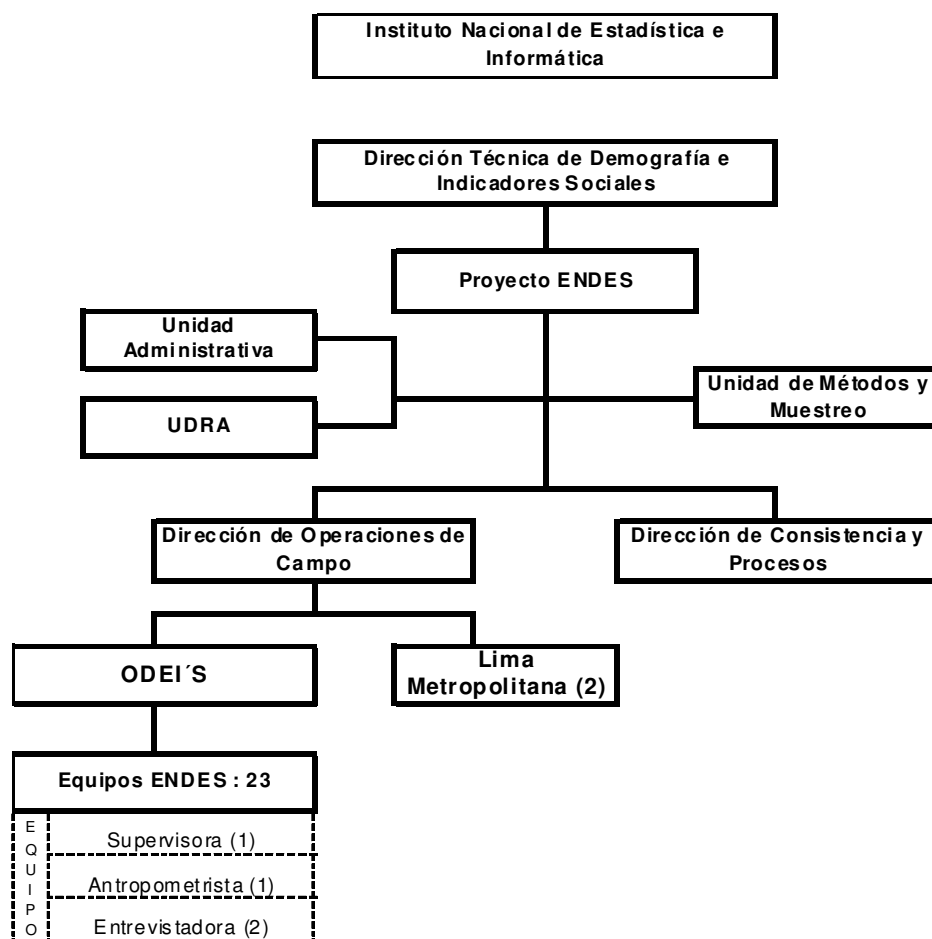 Instituto Nacional de Estadística e
Informática
Dirección Técnica de Demografía e
Indicadores Sociales
Proyecto ENDES
Unidad
Administrativa
Unidad de Métodos y
Muestreo
UDRA
Dirección de Operaciones de
Campo
Dirección de Consistencia y
Procesos
ODEI´S
Lima
Metropolitana (2)
Equipos ENDES : 23
E
Q
U
I
P
O
Supervisora (1)
Antropometrista (1)
Entrevistadora (2)